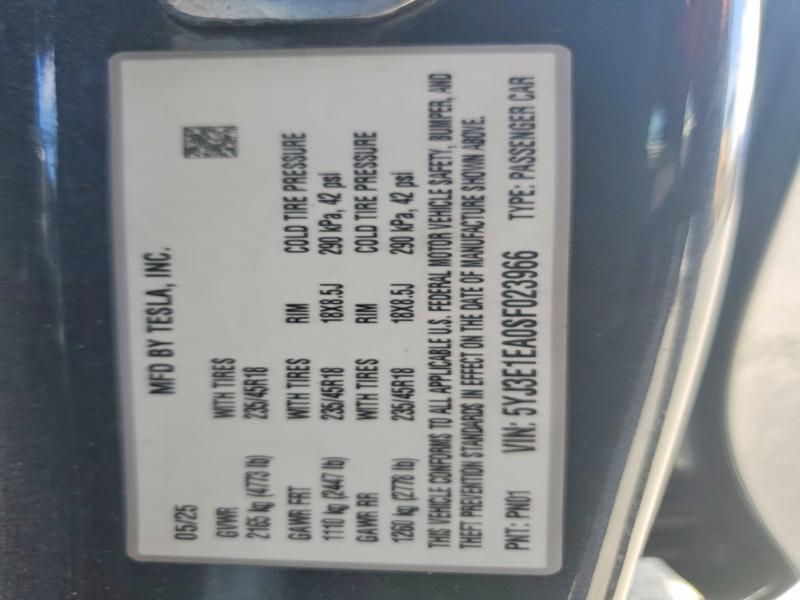 MFD BY TESLA, INC.
05/25
GVWR WITH TIRES
2165 kg (4773 lb) 235/45R18
GAWR FRT WITH TIRES RIM COLD TIRE PRESSURE
1110 kg (2447 lb) 235/45R18 18X8.5J 290 kPa, 42 psi
GAWR RR WITH TIRES RIM COLD TIRE PRESSURE
1260 kg (2778 lb) 235/45R18 18X8.5J 290 kPa, 42 psi
THIS VEHICLE CONFORMS TO ALL APPLICABLE U.S. FEDERAL MOTOR VEHICLE SAFETY, BUMPER, AND
THEFT PREVENTION STANDARDS IN EFFECT ON THE DATE OF MANUFACTURE SHOWN ABOVE.
PNT: PN01 VIN: 5YJ3E1EA0SF023966 TYPE: PASSENGER CAR